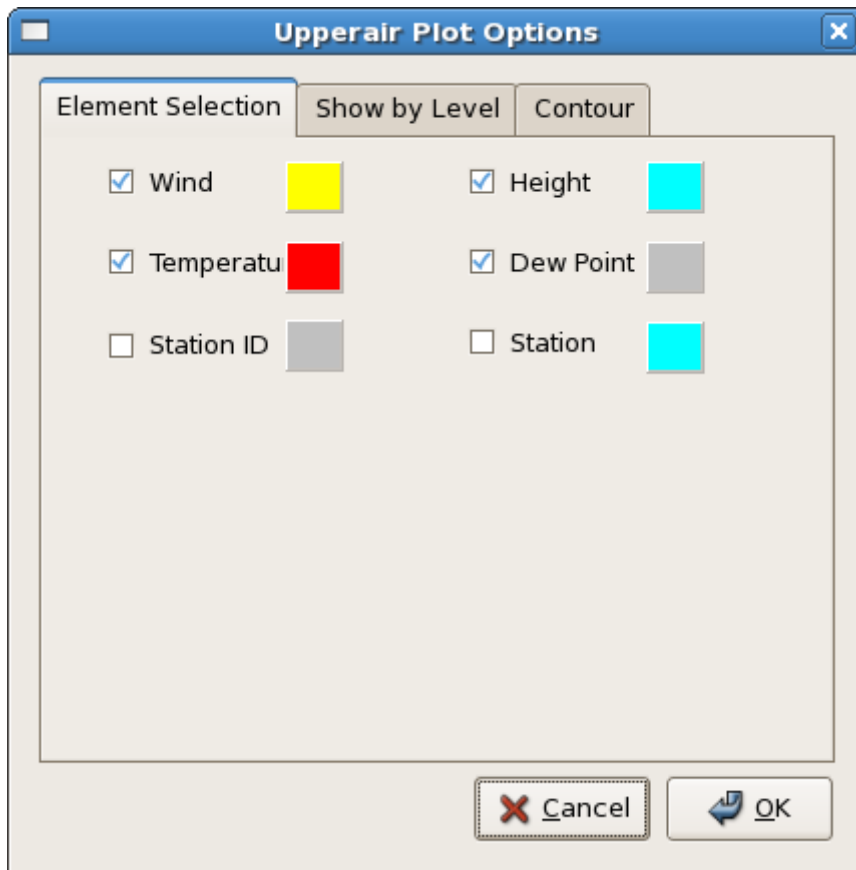 Upperair Plot Options
Element Selection Show by Level Contour
Wind Height
Temperatu Dew Point
Station ID Station
Cancel OK